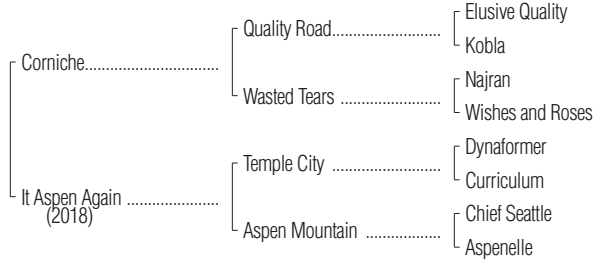 Elusive Quality
Quality Road..................................
Kobla
Corniche.................................
Najran
Wasted Tears .........................
Wishes and Roses
Dynaformer
Temple City ...........................
Curriculum
It Aspen Again .......................
(2018)
Chief Seattle
Aspen Mountain ...................
Aspenelle